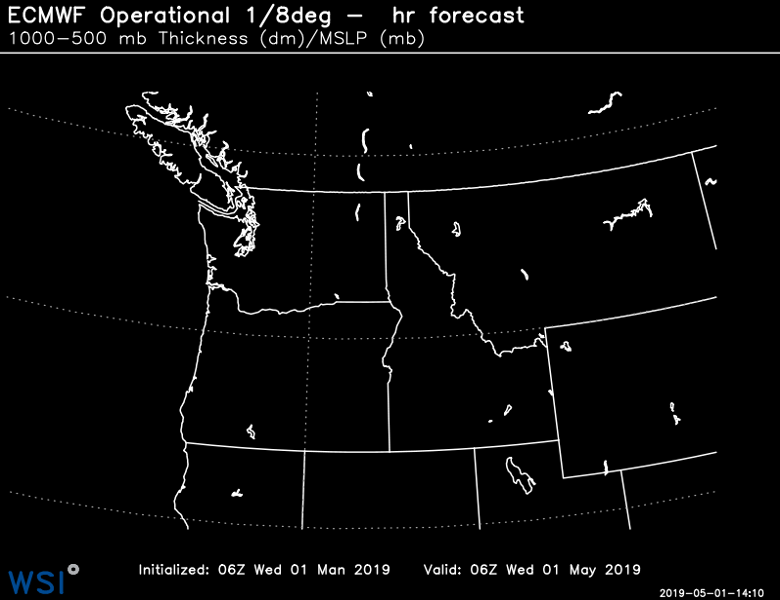 ECMWF Operational 1/8deg – hr forecast
1000–500 mb Thickness (dm)/MSLP (mb)
Initialized: 06Z Wed 01 Man 2019 Valid: 06Z Wed 01 May 2019
WSI
2019-05-01-14:10